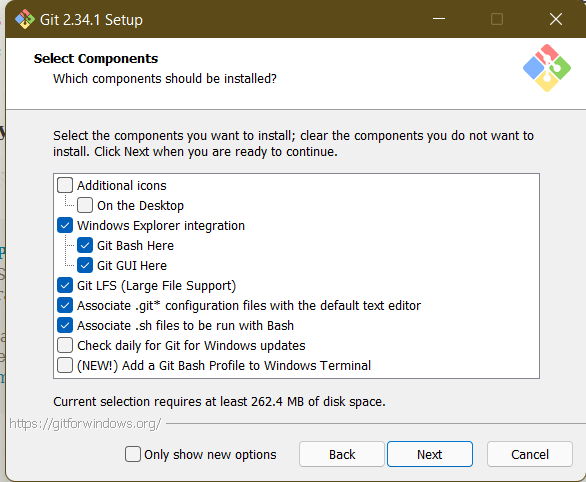 Git 2.34.1 Setup
Select Components
Which components should be installed?
Select the components you want to install; clear the components you do not want to
install. Click Next when you are ready to continue.
Additional icons
On the Desktop
Windows Explorer integration
Git Bash Here
Git GUI Here
Git LFS (Large File Support)
Associate .git* configuration files with the default text editor
Associate .sh files to be run with Bash
Check daily for Git for Windows updates
(NEW!) Add a Git Bash Profile to Windows Terminal
Current selection requires at least 262.4 MB of disk space.
https://gitforwindows.org/
Only show new options
Back
Next
Cancel